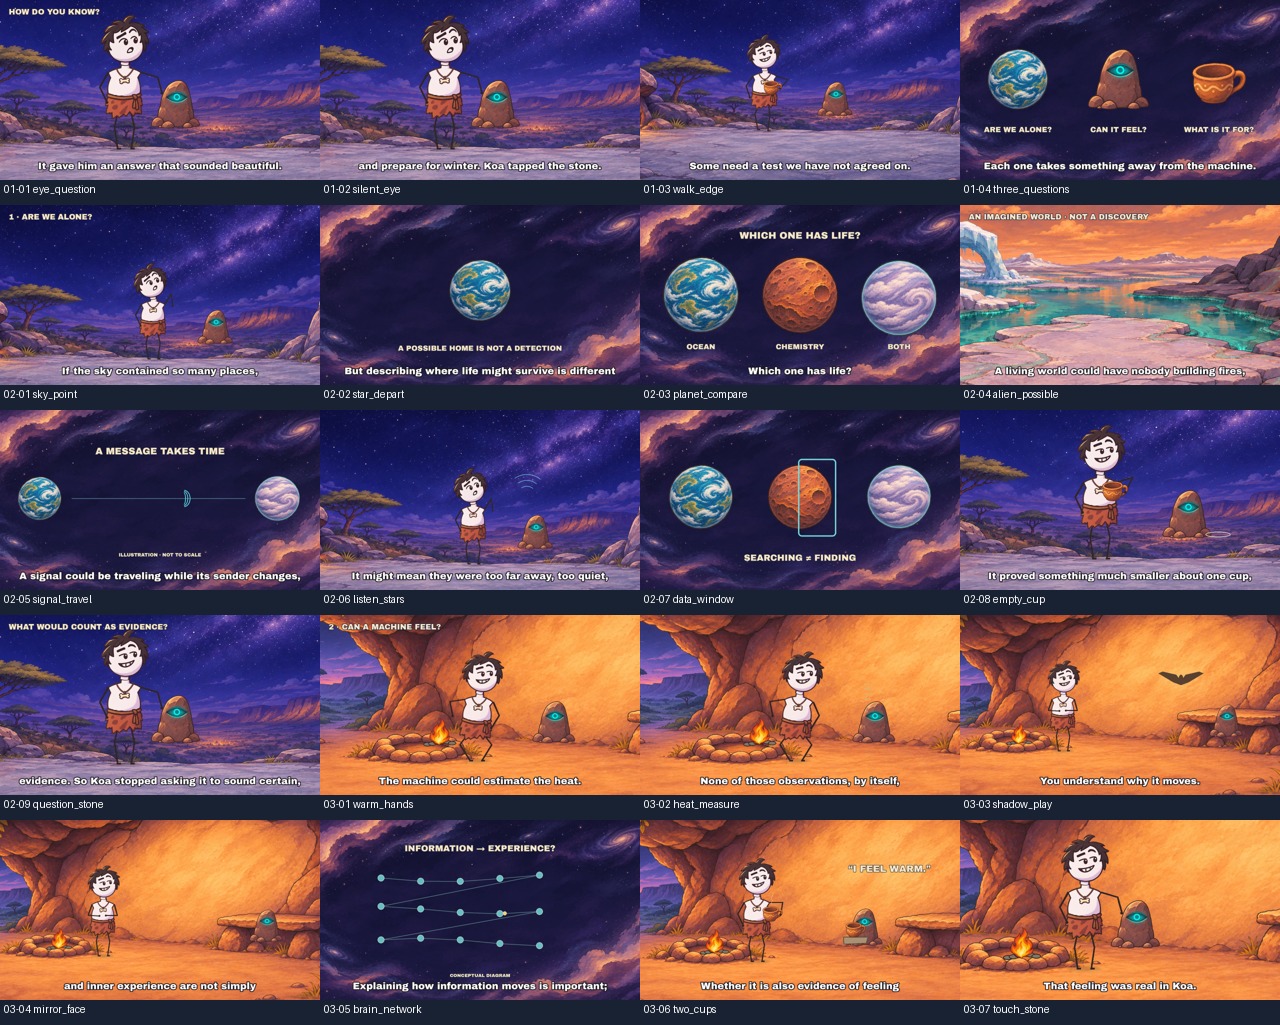 HOW DO YOU KNOW?
It gave him an answer that sounded beautiful.
01-01 eye_question
and prepare for winter. Koa tapped the stone.
01-02 silent_eye
Some need a test we have not agreed on.
01-03 walk_edge
ARE WE ALONE?
CAN IT FEEL?
WHAT IS IT FOR?
Each one takes something away from the machine.
01-04 three_questions
1 · ARE WE ALONE?
If the sky contained so many places,
02-01 sky_point
A POSSIBLE HOME IS NOT A DETECTION
But describing where life might survive is different
02-02 star_depart
WHICH ONE HAS LIFE?
OCEAN
CHEMISTRY
BOTH
Which one has life?
02-03 planet_compare
AN IMAGINED WORLD · NOT A DISCOVERY
A living world could have nobody building fires,
02-04 alien_possible
A MESSAGE TAKES TIME
ILLUSTRATION · NOT TO SCALE
A signal could be traveling while its sender changes,
02-05 signal_travel
It might mean they were too far away, too quiet,
02-06 listen_stars
SEARCHING ≠ FINDING
02-07 data_window
It proved something much smaller about one cup,
02-08 empty_cup
WHAT WOULD COUNT AS EVIDENCE?
evidence. So Koa stopped asking it to sound certain,
02-09 question_stone
2 · CAN A MACHINE FEEL?
The machine could estimate the heat.
03-01 warm_hands
None of those observations, by itself,
03-02 heat_measure
You understand why it moves.
03-03 shadow_play
and inner experience are not simply
03-04 mirror_face
INFORMATION → EXPERIENCE?
CONCEPTUAL DIAGRAM
Explaining how information moves is important;
03-05 brain_network
"I FEEL WARM."
Whether it is also evidence of feeling
03-06 two_cups
That feeling was real in Koa.
03-07 touch_stone